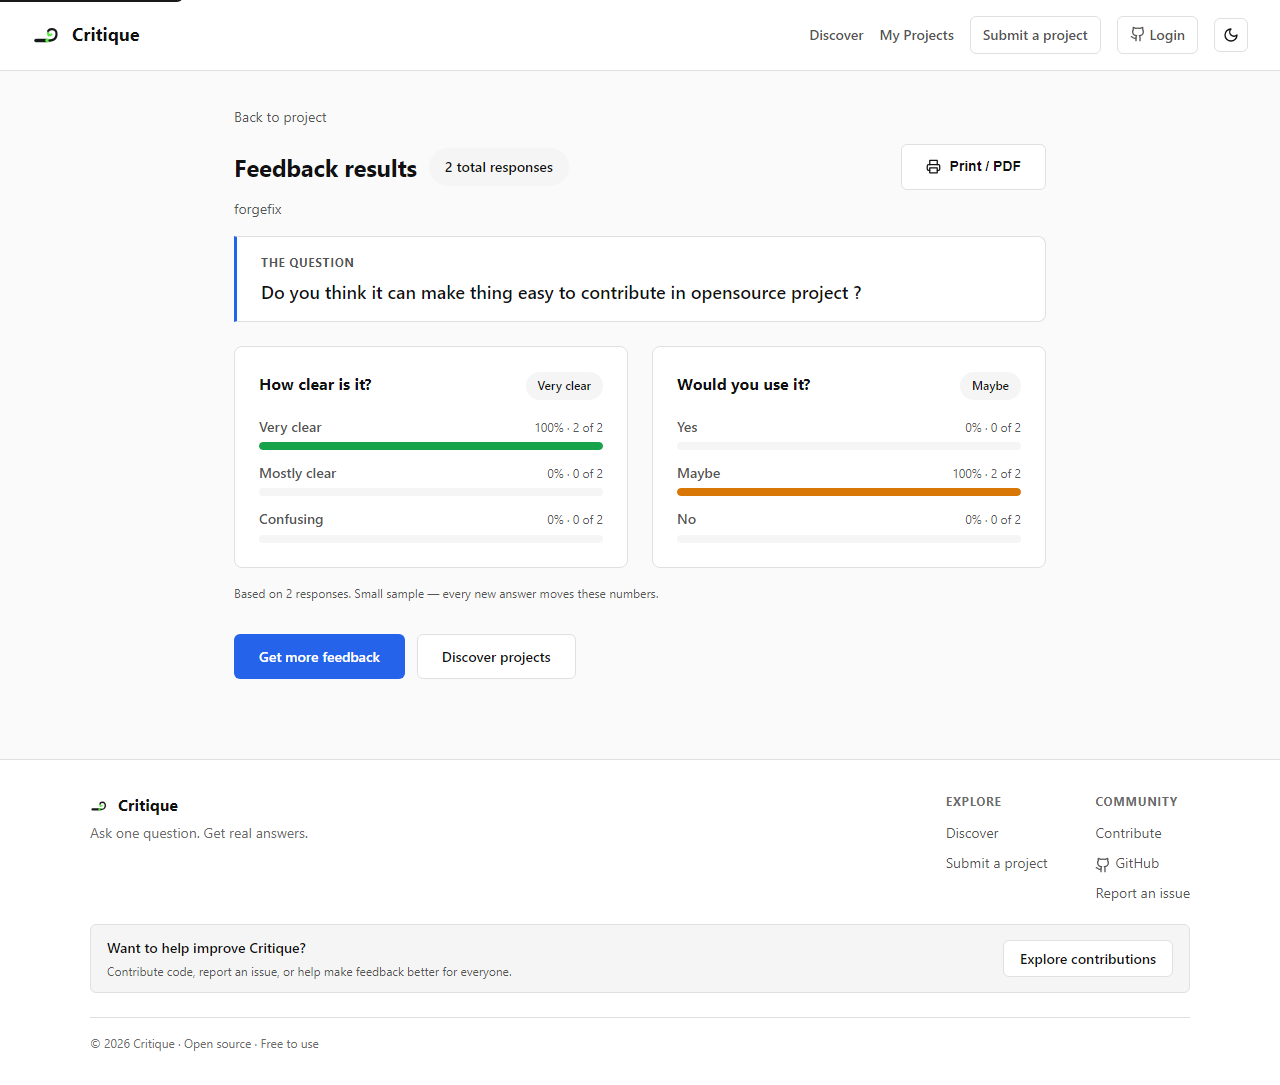 Critique
Discover
My Projects
Submit a project
Login
Back to project
Feedback results
2 total responses
Print / PDF
forgefix
THE QUESTION
Do you think it can make thing easy to contribute in opensource project ?
How clear is it?
Very clear
Very clear
100% · 2 of 2
Mostly clear
0% · 0 of 2
Confusing
0% · 0 of 2
Would you use it?
Maybe
Yes
0% · 0 of 2
Maybe
100% · 2 of 2
No
0% · 0 of 2
Based on 2 responses. Small sample — every new answer moves these numbers.
Get more feedback
Discover projects
Critique
Ask one question. Get real answers.
EXPLORE
Discover
Submit a project
COMMUNITY
Contribute
GitHub
Report an issue
Want to help improve Critique?
Contribute code, report an issue, or help make feedback better for everyone.
Explore contributions
© 2026 Critique · Open source · Free to use